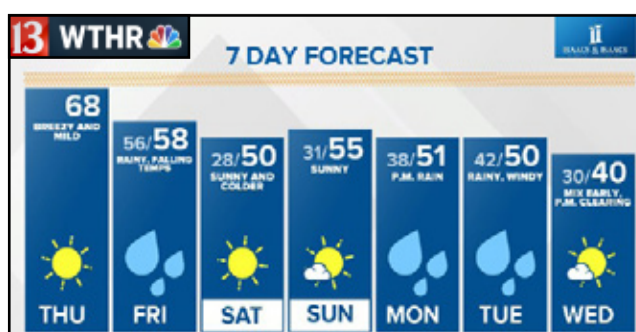 13 WTHR
7 DAY FORECAST
ISAACS & ISAACS
68
BREEZY AND
MILD
THU
56/58
RAINY, FALLING
TEMPS
FRI
28/50
SUNNY AND
COLDER
SAT
31/55
SUNNY
SUN
38/51
P.M. RAIN
MON
42/50
RAINY, WINDY
TUE
30/40
MIX EARLY,
P.M. CLEARING
WED